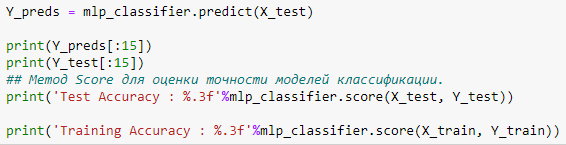 Y_preds = mlp_classifier.predict(X_test)
print(Y_preds[:15])
print(Y_test[:15])
## Метод Score для оценки точности моделей классификации.
print('Test Accuracy : %.3f'%mlp_classifier.score(X_test, Y_test))
print('Training Accuracy : %.3f'%mlp_classifier.score(X_train, Y_train))